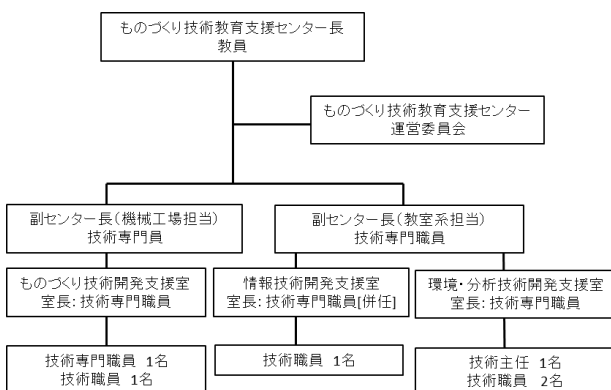 ものづくり技術教育支援センター長
教員
ものづくり技術教育支援センター
運営委員会
副センター長(機械工場担当)
技術専門員
副センター長(教室系担当)
技術専門職員
ものづくり技術開発支援室
室長: 技術専門職員
情報技術開発支援室
室長: 技術専門職員[併任]
環境・分析技術開発支援室
室長: 技術専門職員
技術専門職員 1名
技術職員 1名
技術職員 1名
技術主任 1名
技術職員 2名